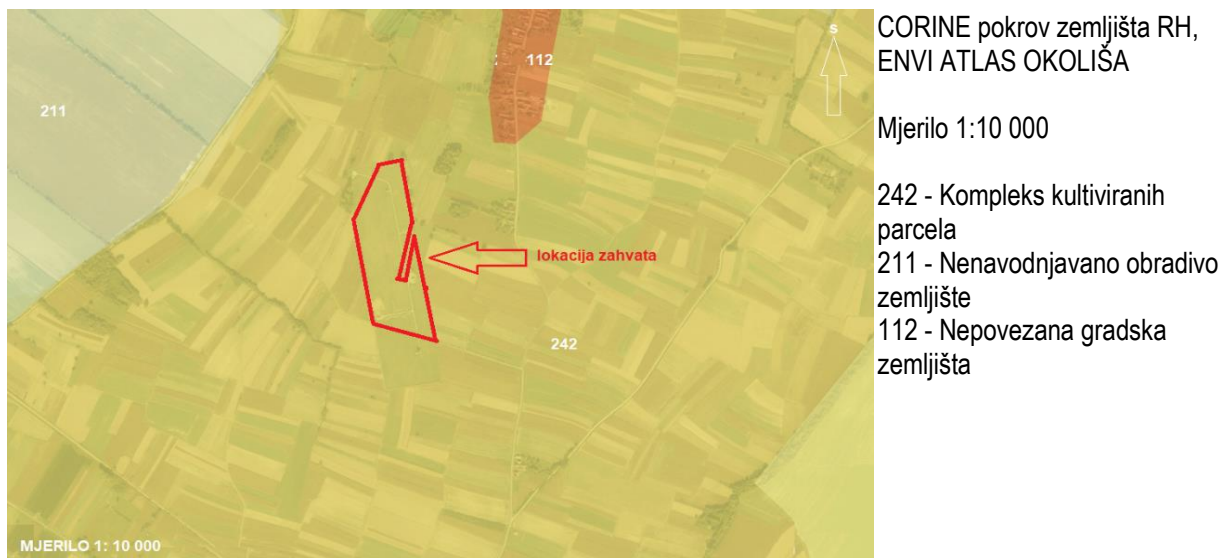 211
112
S
lokacija zahvata
242
MJERILO 1: 10 000
CORINE pokrov zemljišta RH,
ENVI ATLAS OKOLIŠA
Mjerilo 1:10 000
242 - Kompleks kultiviranih
parcela
211 - Nenavodnjavano obradivo
zemljište
112 - Nepovezana gradska
zemljišta